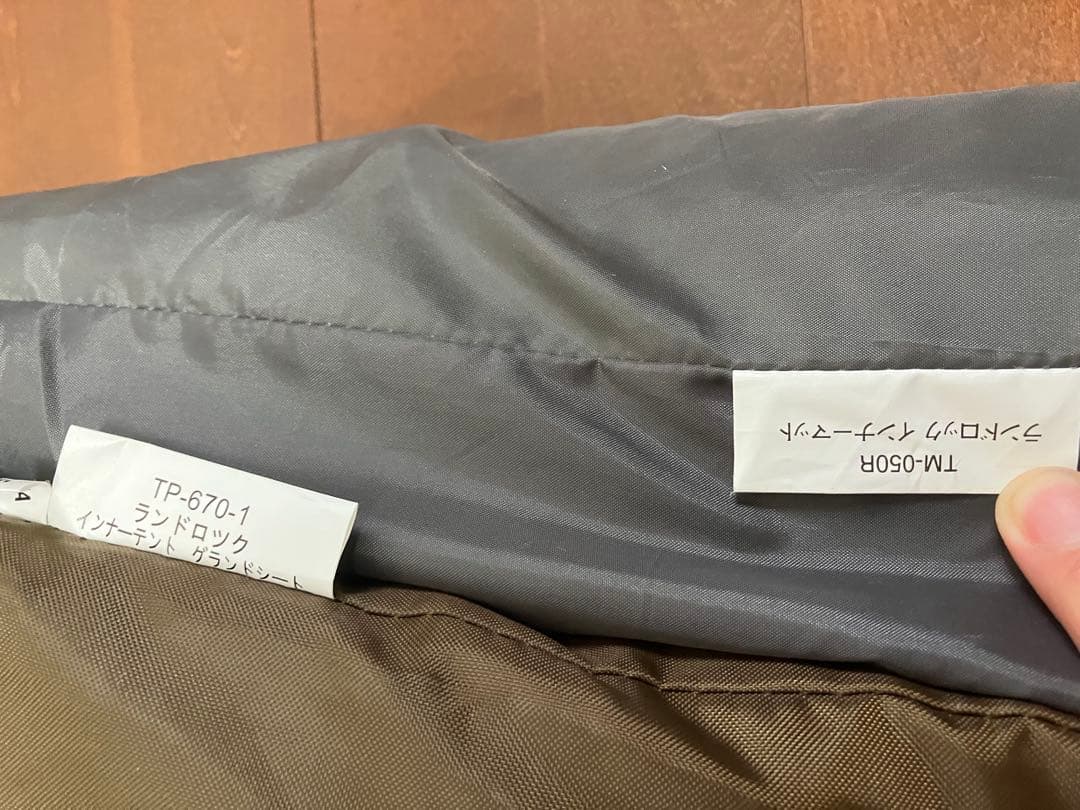 TP-670-1
ランドロック
インナーテント グランドシート
TM-050R
ランドロック インナーマット
A